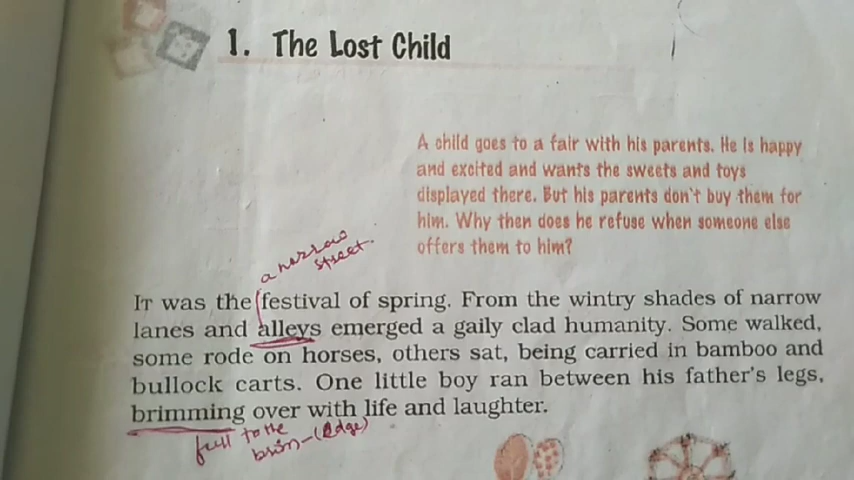 1. The Lost Child
A child goes to a fair with his parents. He is happy
and excited and wants the sweets and toys
displayed there. But his parents don't buy them for
him. Why then does he refuse when someone else
offers them to him?
a narrow
street.
IT was the festival of spring. From the wintry shades of narrow
lanes and alleys emerged a gaily clad humanity. Some walked,
some rode on horses, others sat, being carried in bamboo and
bullock carts. One little boy ran between his father's legs,
brimming over with life and laughter.
full to the
brim-(Edge)